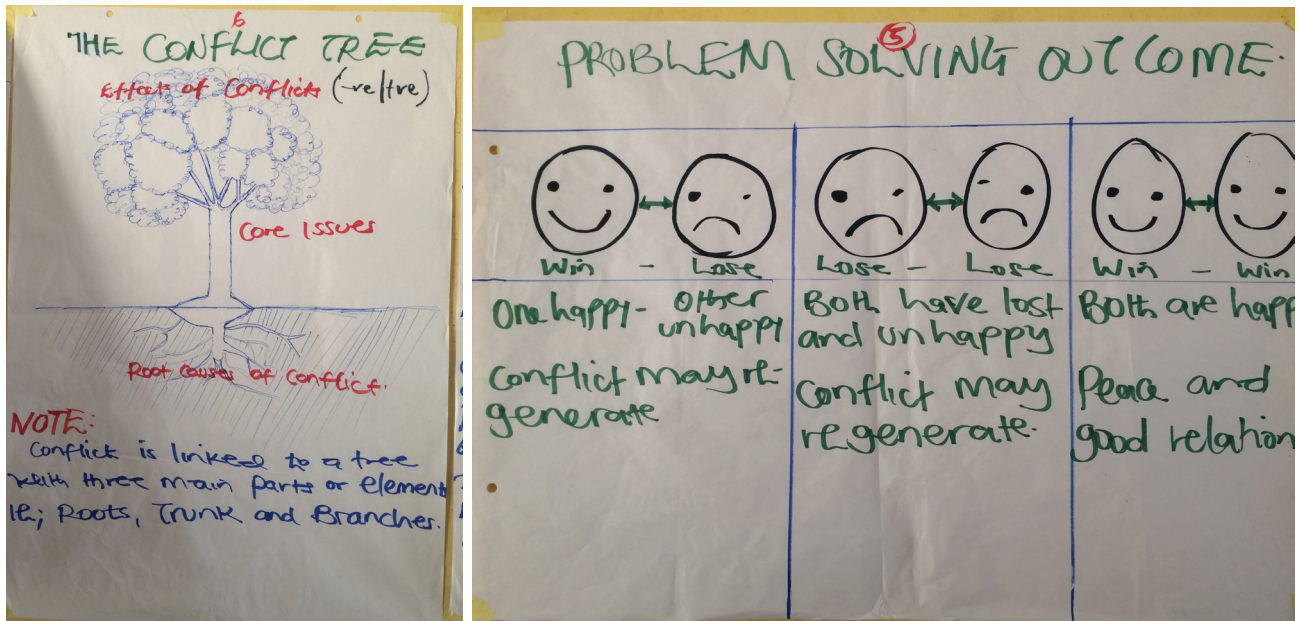 6
THE CONFLICT TREE
Effects of Conflicts (-ve/+ve)
Core Issues
Root causes of Conflict.
NOTE:
Conflict is linked to a tree
with three main parts or element
ie; Roots, Trunk and Branches.
5
PROBLEM SOLVING OUTCOME.
Win - Lose
Lose - Lose
Win - Win
One happy - Other
unhappy
Conflict may re-
generate
Both have lost
and unhappy
Conflict may
regenerate.
Both are happ
Peace and
good relation